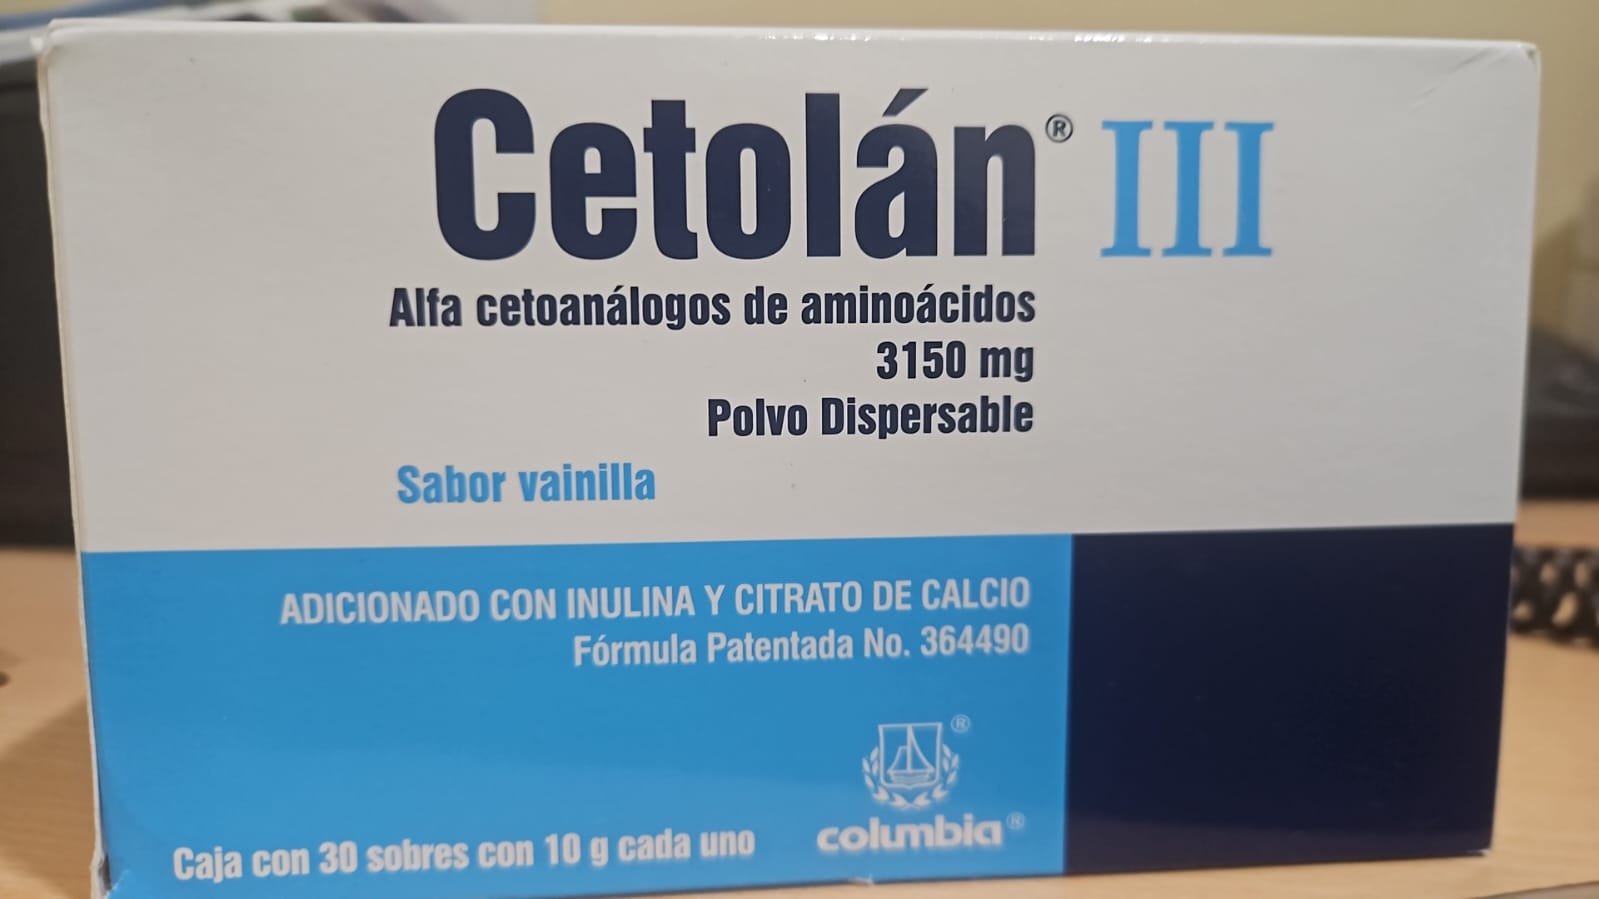 Cetolán® III
Alfa cetoanálogos de aminoácidos
3150 mg
Polvo Dispersable
Sabor vainilla
ADICIONADO CON INULINA Y CITRATO DE CALCIO
Fórmula Patentada No. 364490
®
columbia®
Caja con 30 sobres con 10 g cada uno